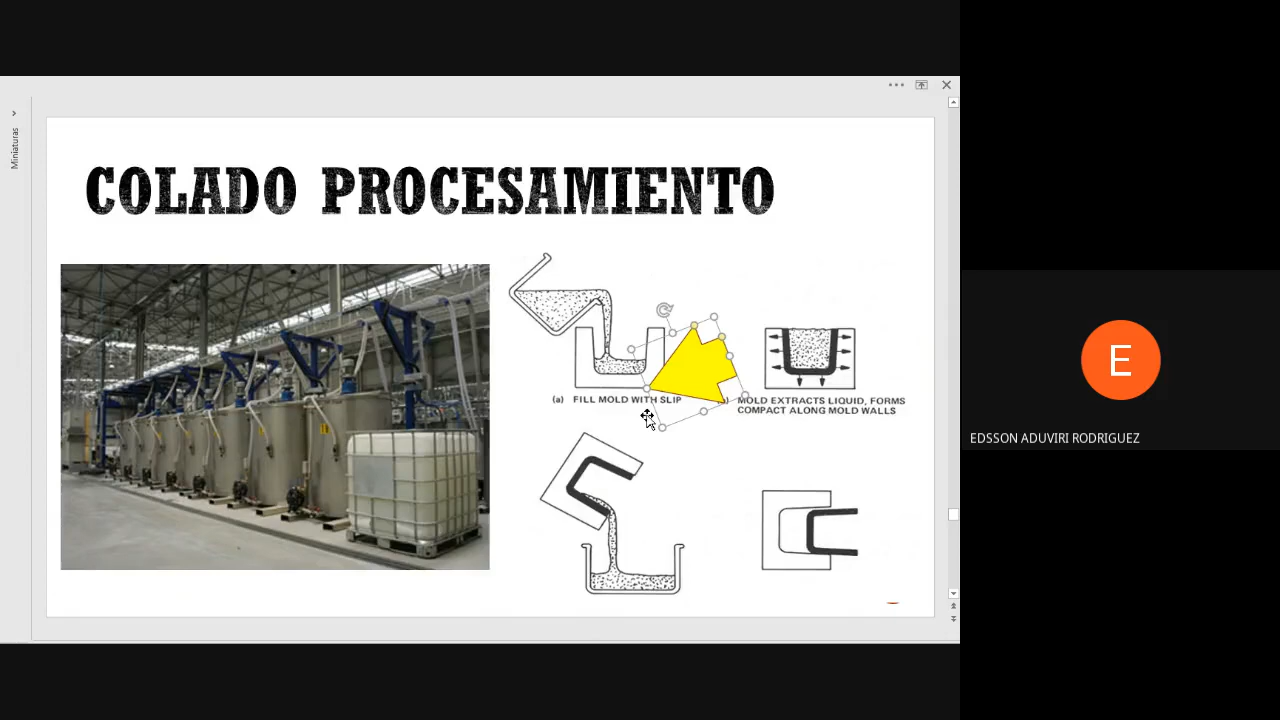 Miniaturas
COLADO PROCESAMIENTO
(a) FILL MOLD WITH SLIP
MOLD EXTRACTS LIQUID, FORMS
COMPACT ALONG MOLD WALLS
E
EDSSON ADUVIRI RODRIGUEZ